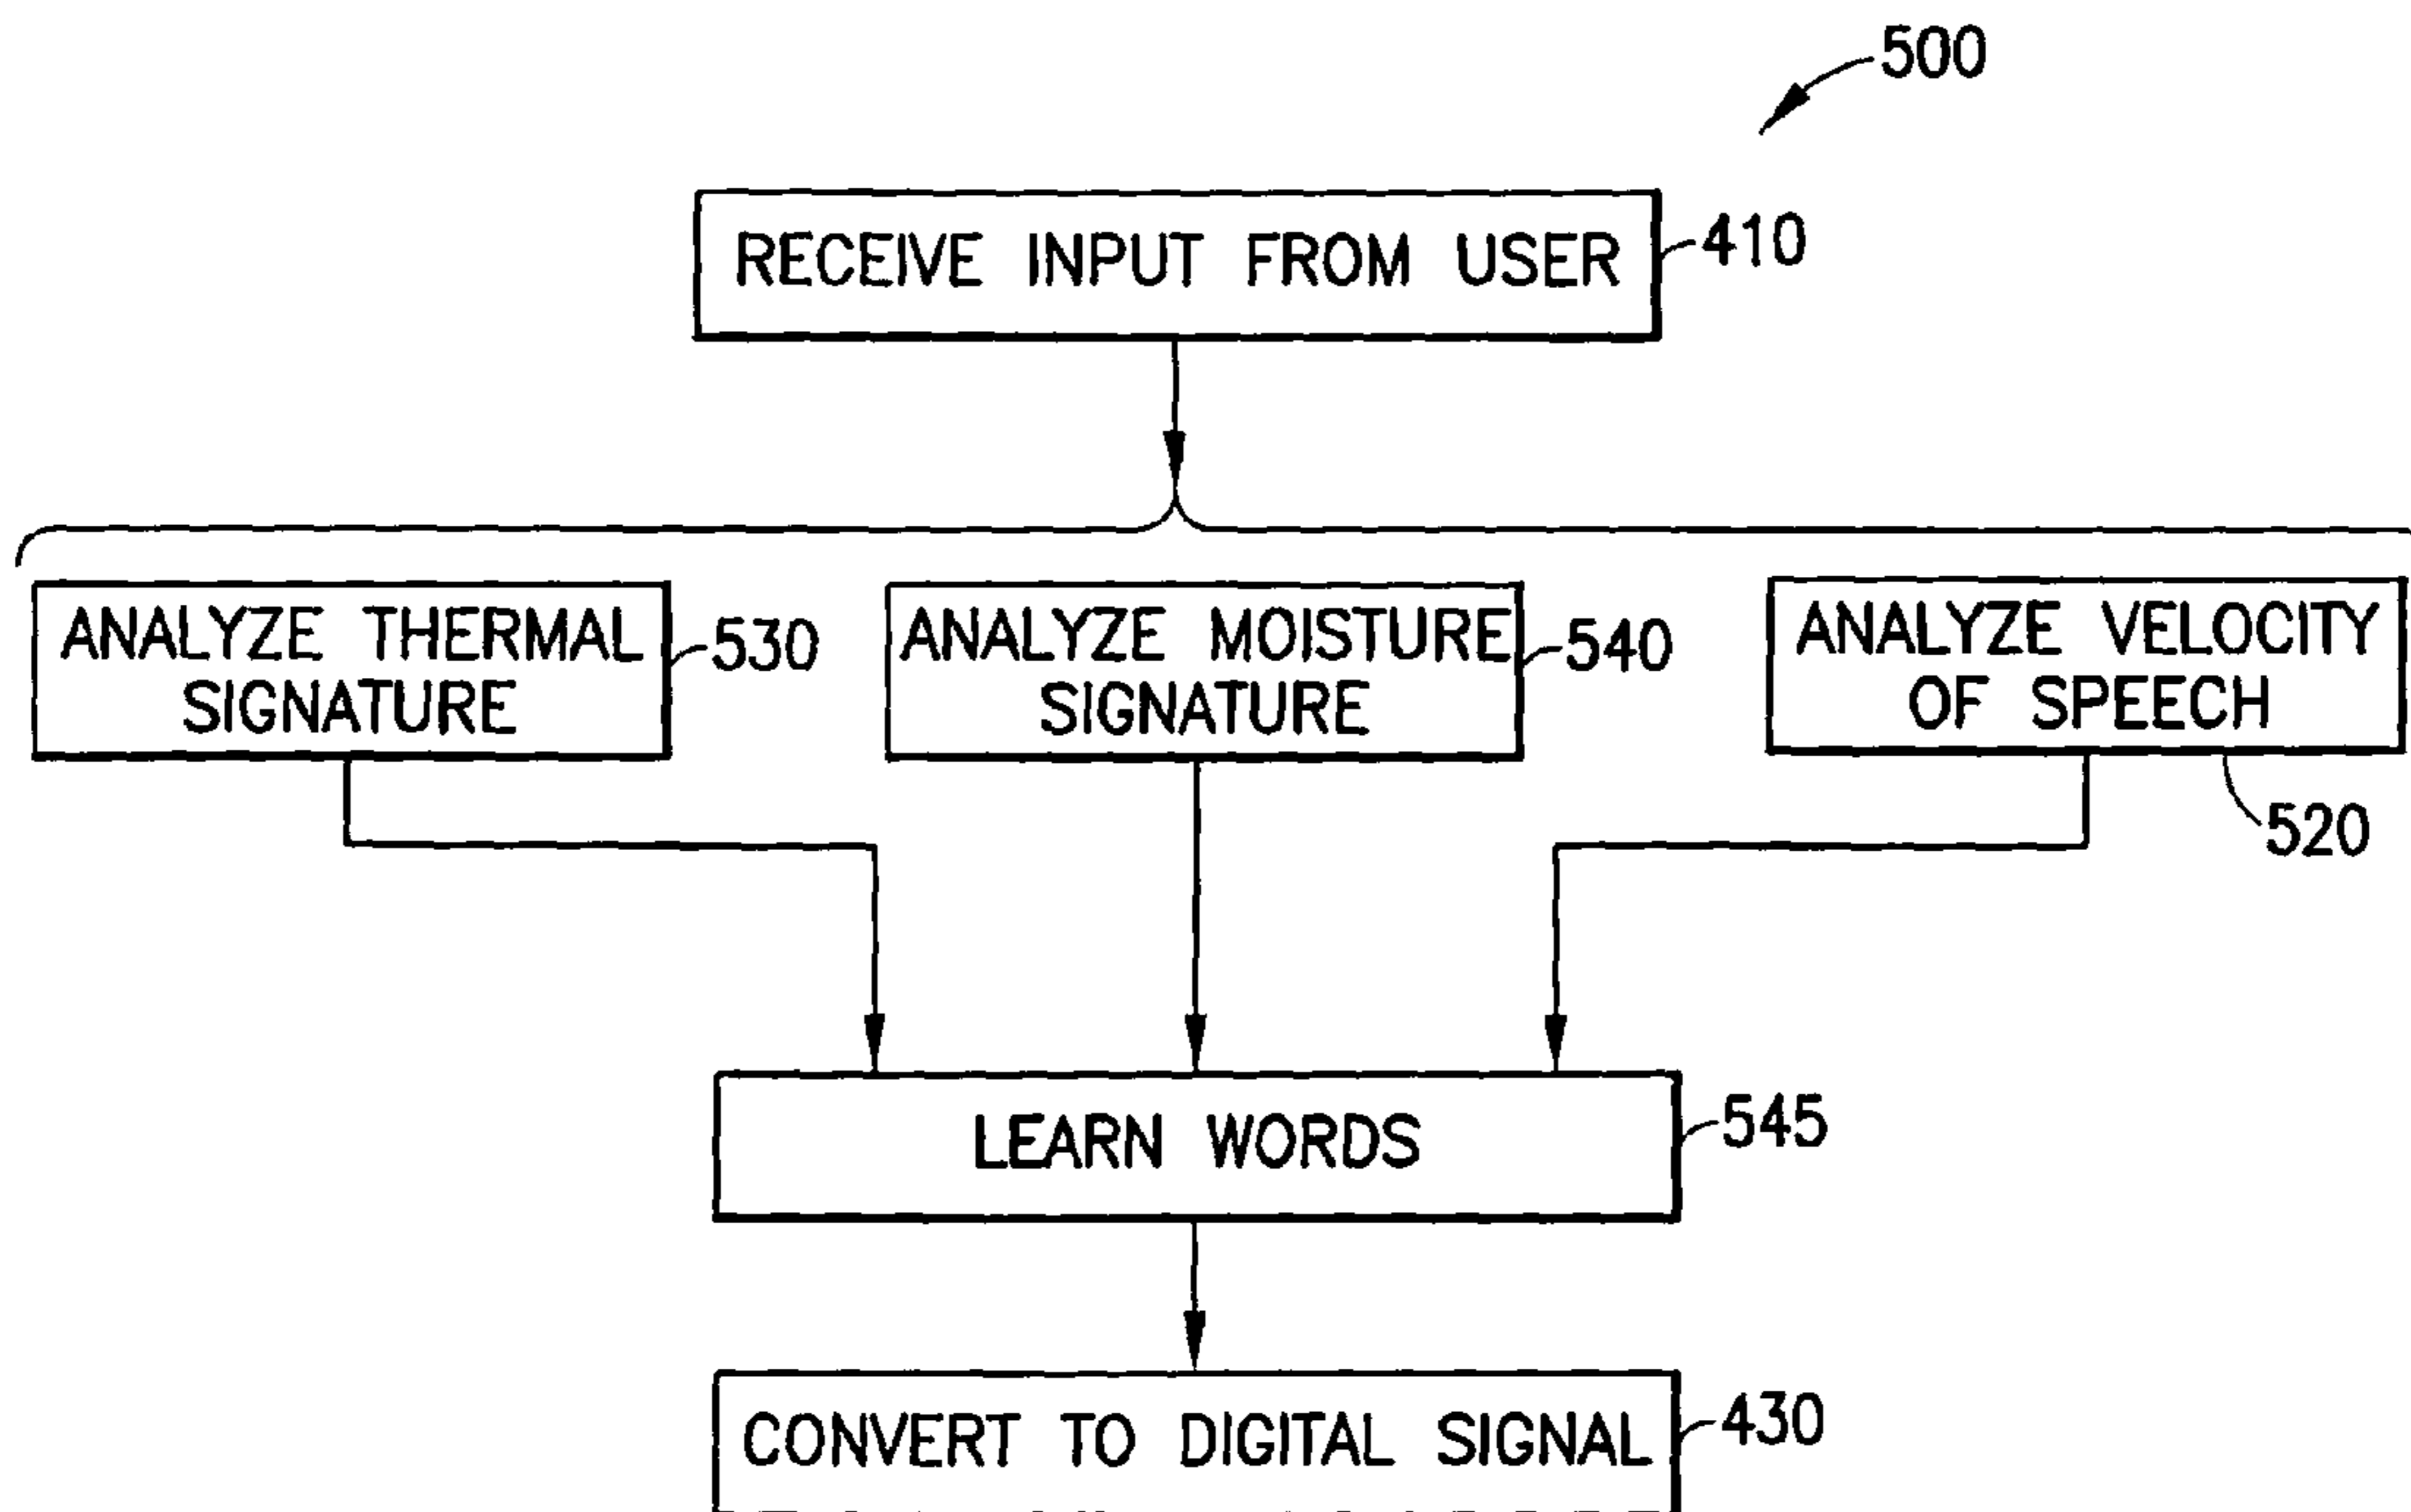 500
RECEIVE INPUT FROM USER
410
ANALYZE THERMAL
SIGNATURE
530
ANALYZE MOISTURE
SIGNATURE
540
ANALYZE VELOCITY
OF SPEECH
520
LEARN WORDS
545
CONVERT TO DIGITAL SIGNAL
430